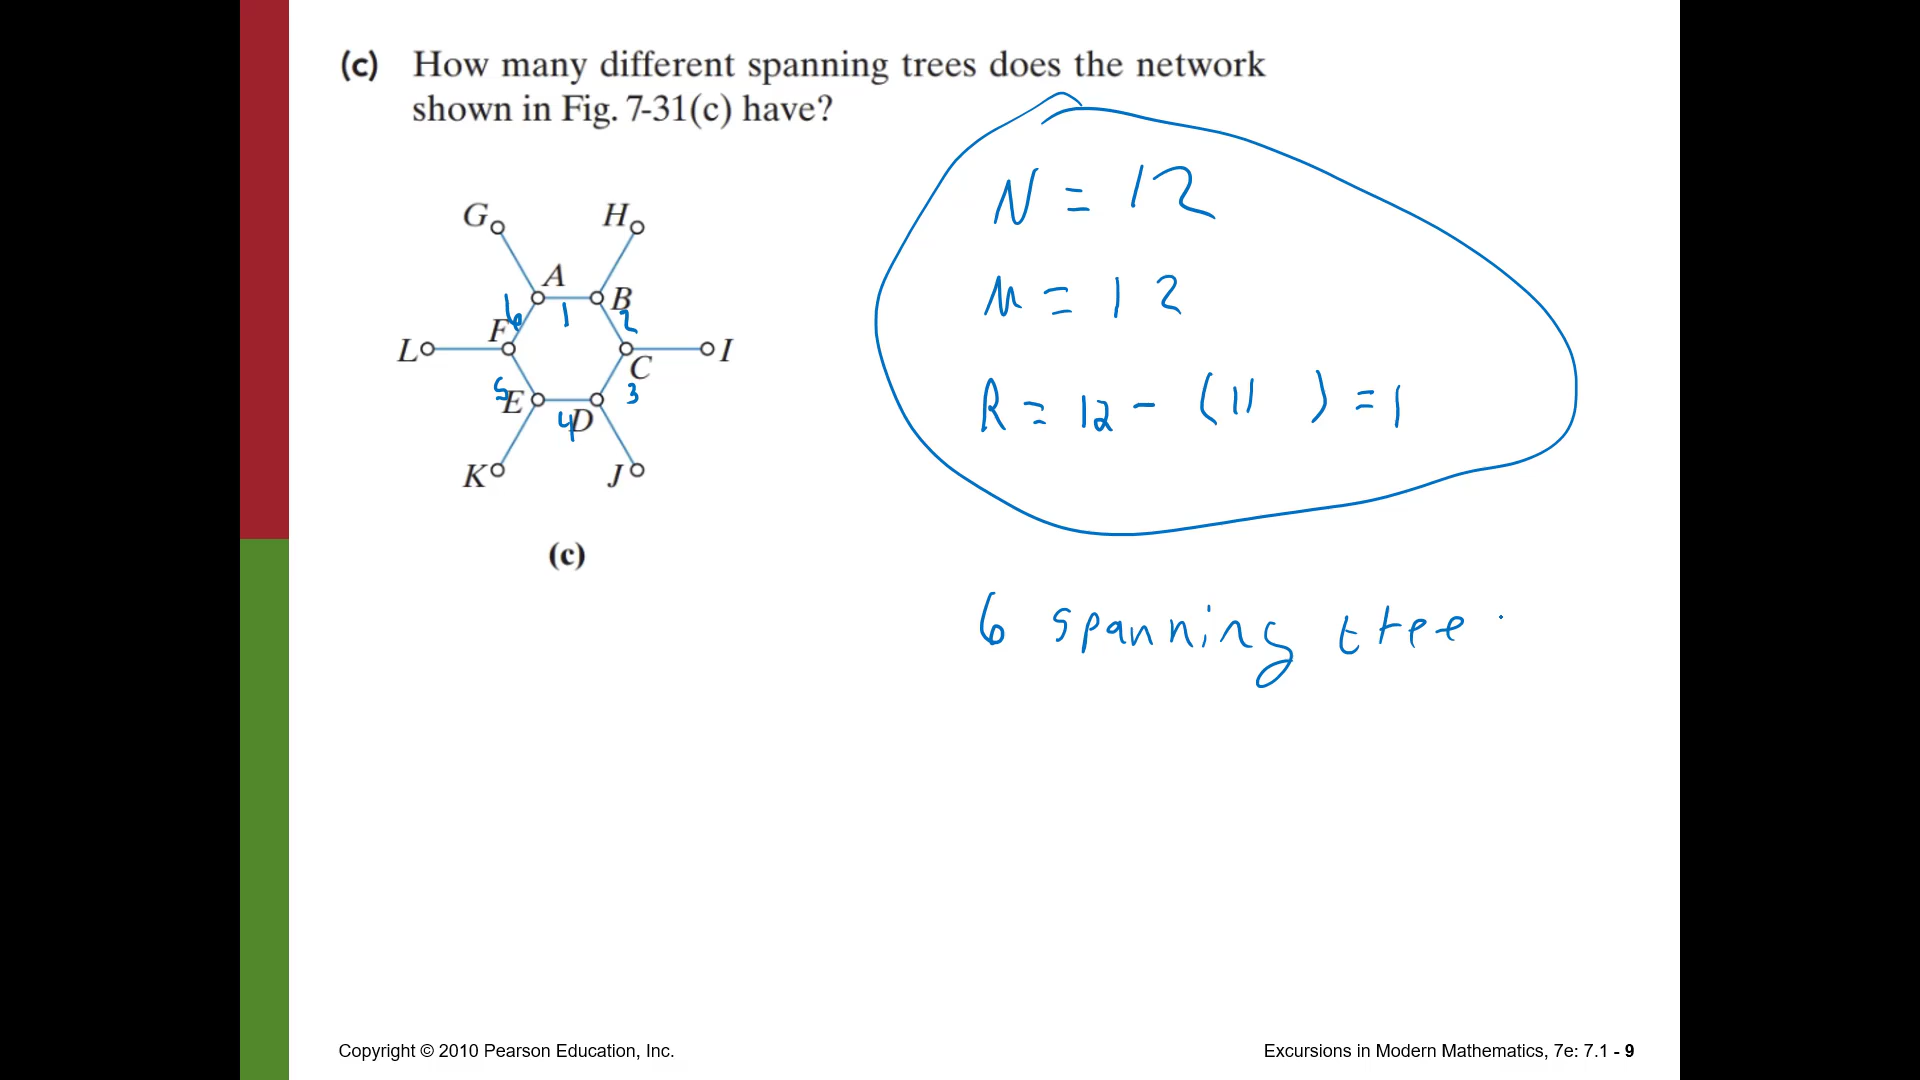 (c) How many different spanning trees does the network
shown in Fig. 7-31(c) have?
N = 12
G H
A
B
M = 12
6 1 2
F
L I
C
R = 12 - (11 ) = 1
5 E 3
4 D
K J
(c)
6 spanning tree.
Copyright © 2010 Pearson Education, Inc.
Excursions in Modern Mathematics, 7e: 7.1 - 9